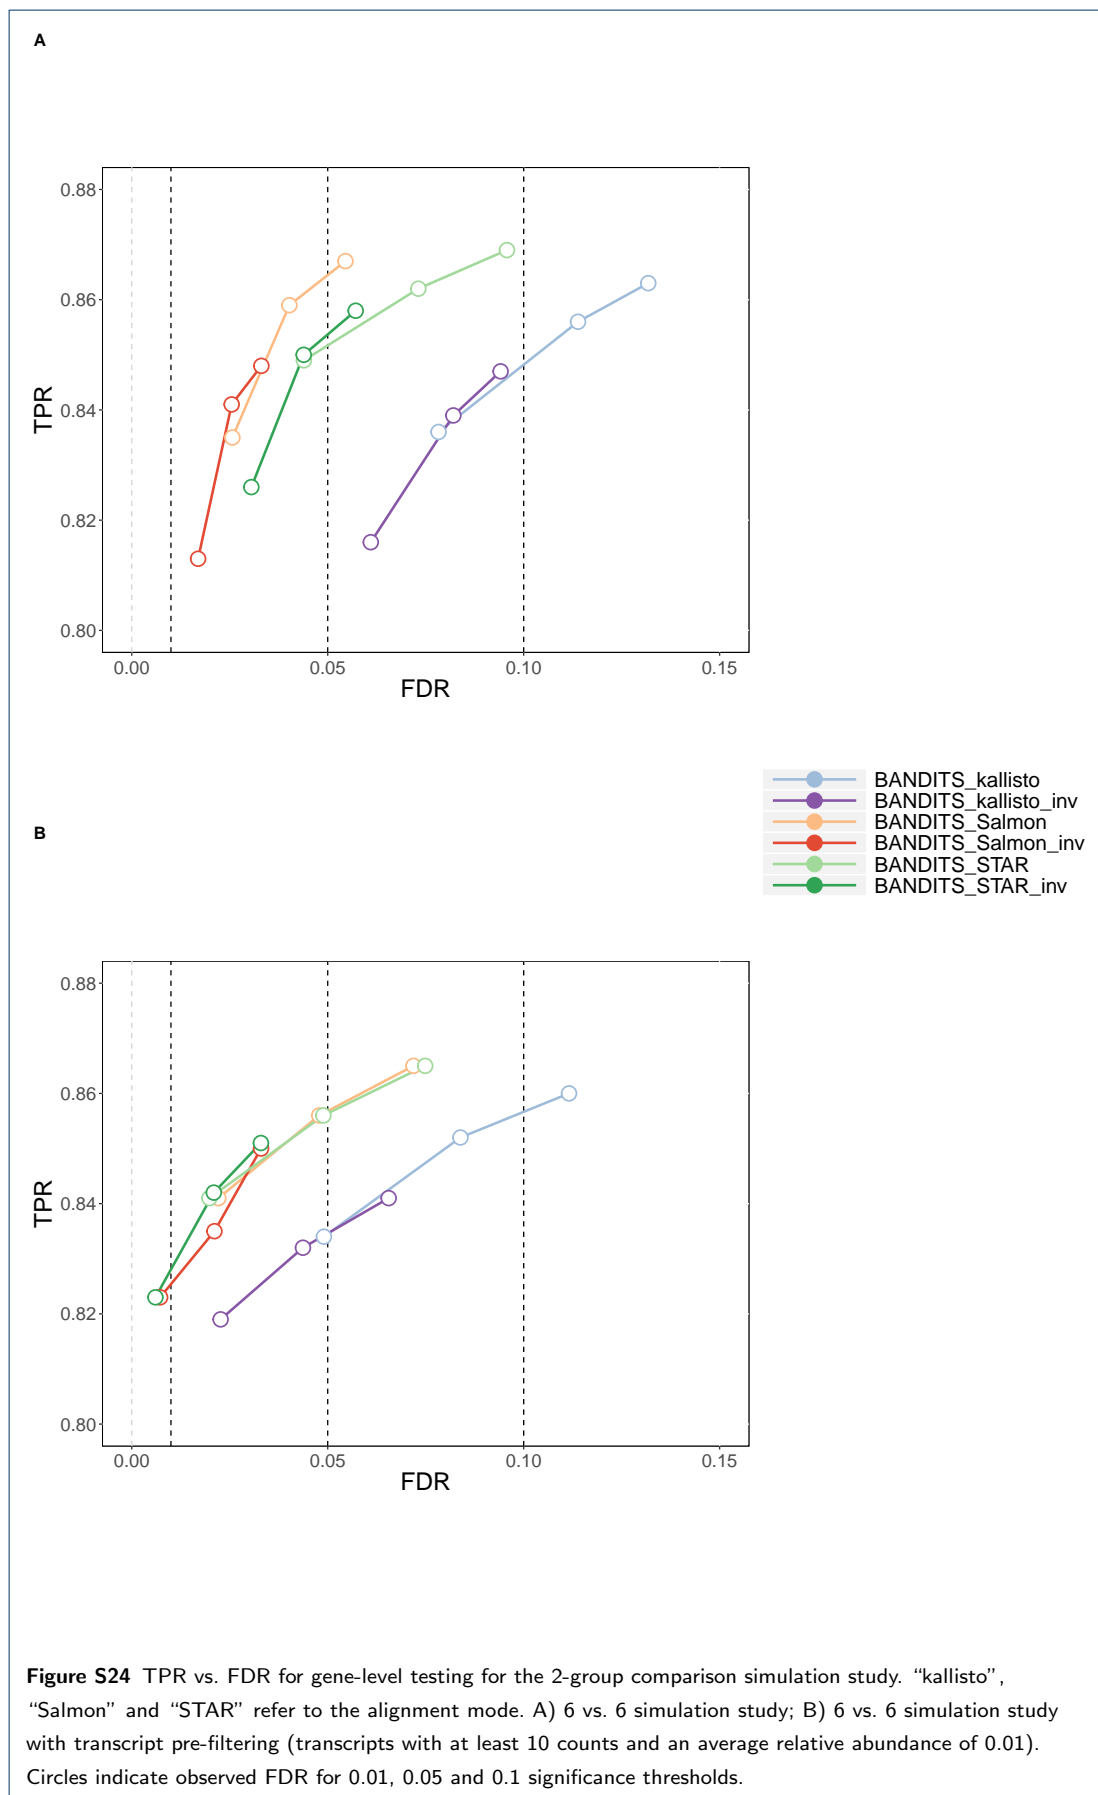 A
0.88
0.86
0.84
0.82
0.80
TPR
0.00
0.05
0.10
0.15
FDR
BANDITS_kallisto
BANDITS_kallisto_inv
BANDITS_Salmon
BANDITS_Salmon_inv
BANDITS_STAR
BANDITS_STAR_inv
B
0.88
0.86
0.84
0.82
0.80
TPR
0.00
0.05
0.10
0.15
FDR
Figure S24 TPR vs. FDR for gene-level testing for the 2-group comparison simulation study. “kallisto”,
“Salmon” and “STAR” refer to the alignment mode. A) 6 vs. 6 simulation study; B) 6 vs. 6 simulation study
with transcript pre-filtering (transcripts with at least 10 counts and an average relative abundance of 0.01).
Circles indicate observed FDR for 0.01, 0.05 and 0.1 significance thresholds.